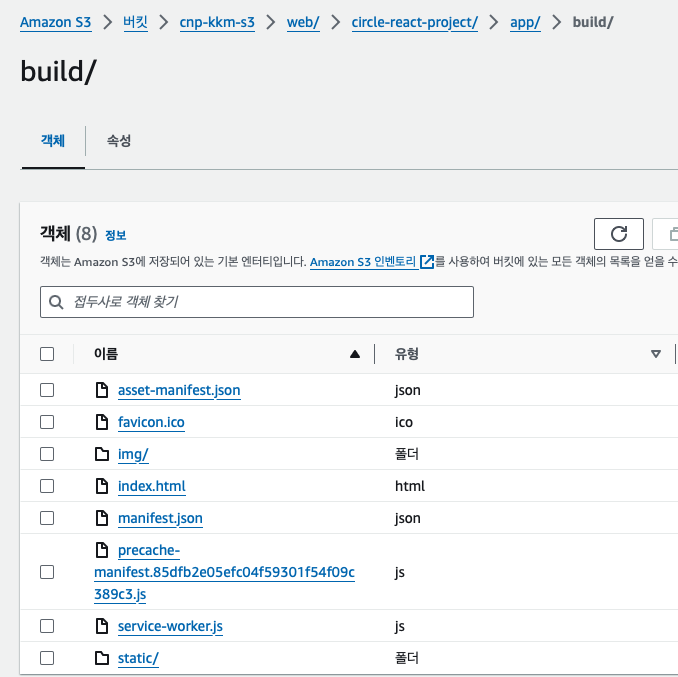 Amazon S3 > 버킷 > cnp-kkm-s3 > web/ > circle-react-project/ > app/ > build/
build/
객체 속성
객체 (8) 정보
객체는 Amazon S3에 저장되어 있는 기본 엔터티입니다. Amazon S3 인벤토리 를 사용하여 버킷에 있는 모든 객체의 목록을 얻을 수
접두사로 객체 찾기
이름 유형
asset-manifest.json json
favicon.ico ico
img/ 폴더
index.html html
manifest.json json
precache-
manifest.85dfb2e05efc04f59301f54f09c js
389c3.js
service-worker.js js
static/ 폴더